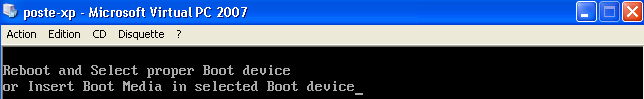 poste-xp - Microsoft Virtual PC 2007
Action Edition CD Disquette ?
Reboot and Select proper Boot device
or Insert Boot Media in selected Boot device_